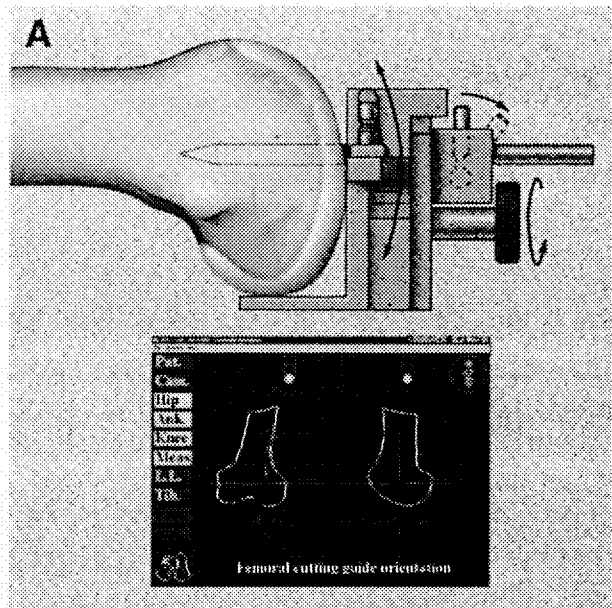 A
Pat.
Cam.
Hip
Ank.
Knee
Meas
L.L.
Tib.
Femoral cutting guide orientation